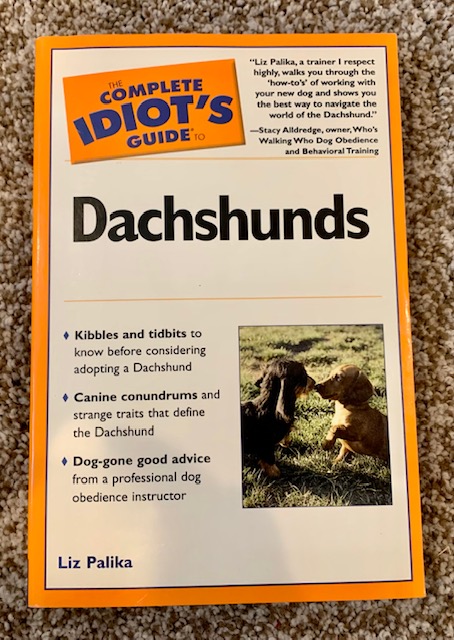 THE
COMPLETE
IDIOT'S
GUIDE® TO
"Liz Palika, a trainer I respect
highly, walks you through the
'how-to's' of working with
your new dog and shows you
the best way to navigate the
world of the Dachshund."
—Stacy Alldredge, owner, Who's
Walking Who Dog Obedience
and Behavioral Training
Dachshunds
♦ Kibbles and tidbits to
know before considering
adopting a Dachshund
♦ Canine conundrums and
strange traits that define
the Dachshund
♦ Dog-gone good advice
from a professional dog
obedience instructor
Liz Palika